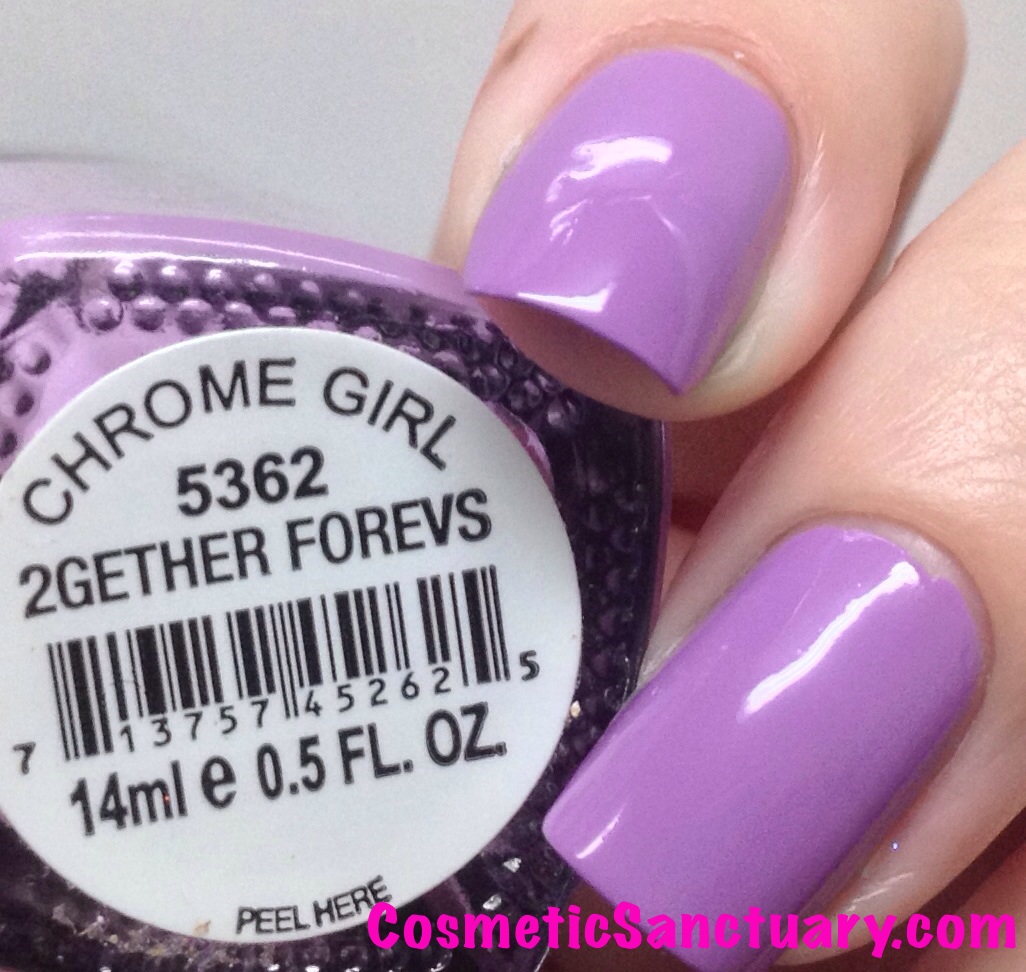 CHROME GIRL
5362
2GETHER FOREVS
7 13757 45262 5
14ml e 0.5 FL. OZ.
PEEL HERE
CosmeticSanctuary.com